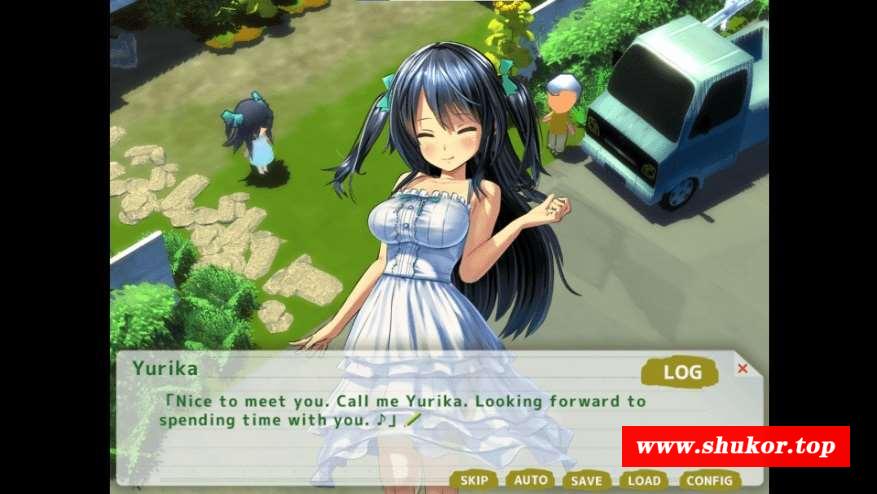 Yurika
LOG
「Nice to meet you. Call me Yurika. Looking forward to
spending time with you. ♪」
www.shukor.top
SKIP AUTO SAVE LOAD CONFIG